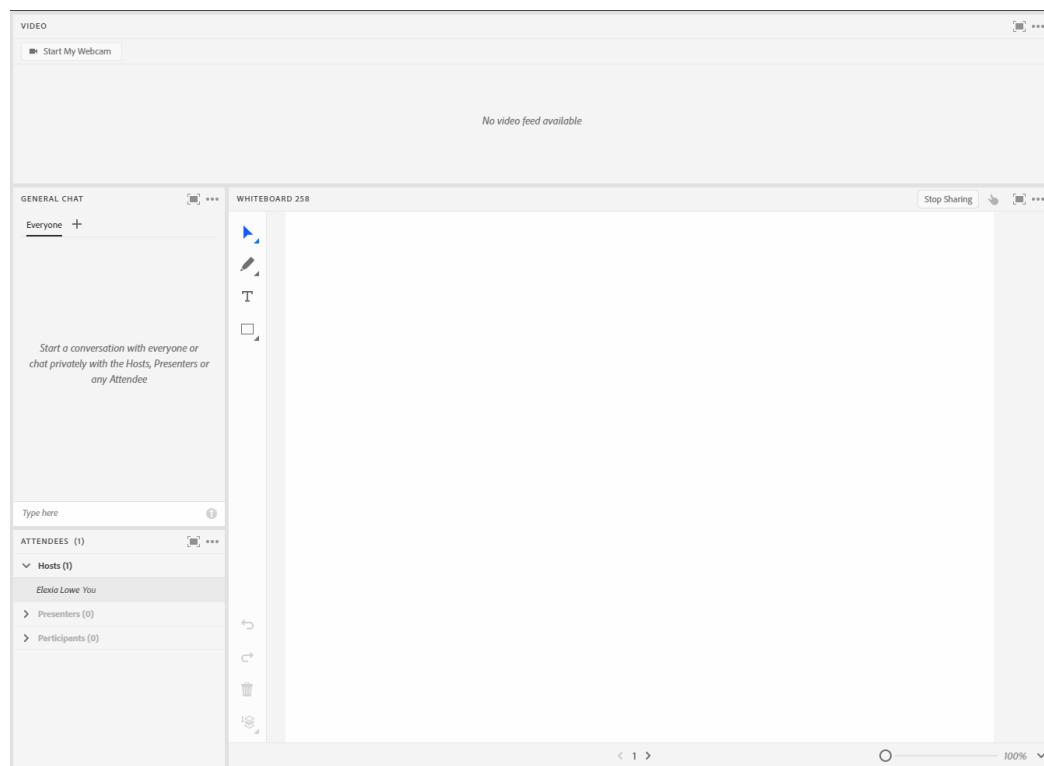 VIDEO
Start My Webcam
No video feed available
GENERAL CHAT
Everyone
Start a conversation with everyone or
chat privately with the Hosts, Presenters or
any Attendee
Type here
ATTENDEES (1)
Hosts (1)
Elexia Lowe You
Presenters (0)
Participants (0)
WHITEBOARD 258
Stop Sharing
T
1
100%